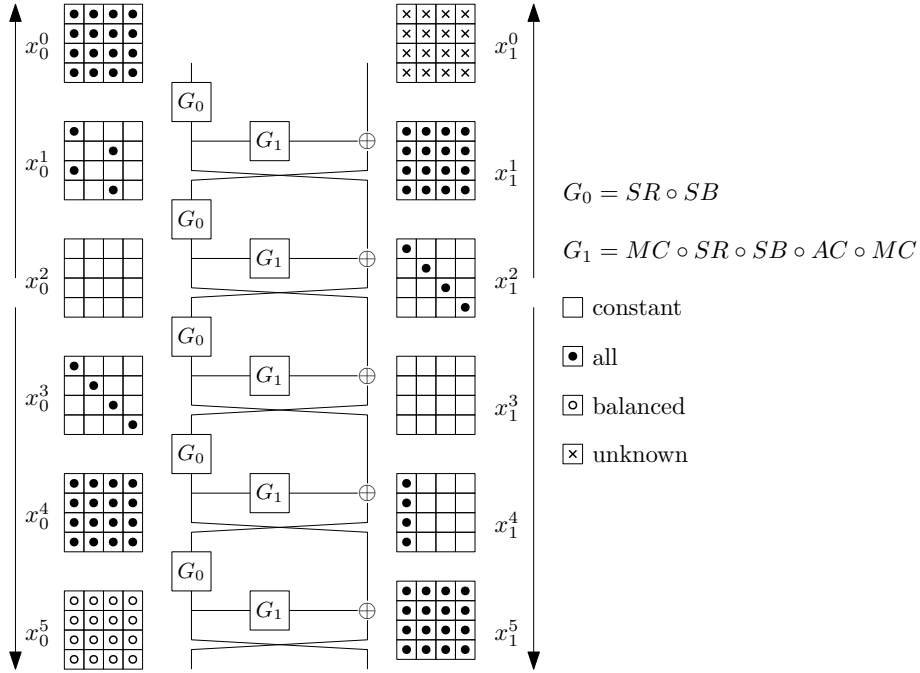 x_0^0
x_1^0
G_0
x_0^1
G_1
x_1^1
G_0
G_0 = SR ∘ SB
x_0^2
G_1
x_1^2
G_1 = MC ∘ SR ∘ SB ∘ AC ∘ MC
constant
G_0
all
x_0^3
G_1
x_1^3
balanced
G_0
unknown
x_0^4
G_1
x_1^4
G_0
x_0^5
G_1
x_1^5